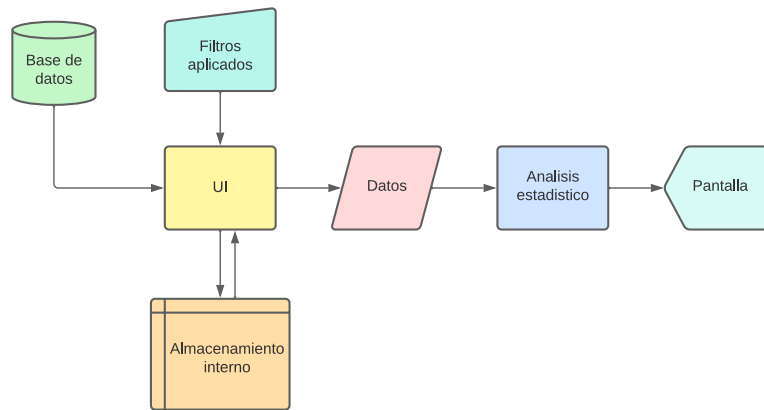 Base de
datos
Filtros
aplicados
UI
Datos
Analisis
estadistico
Pantalla
Almacenamiento
interno